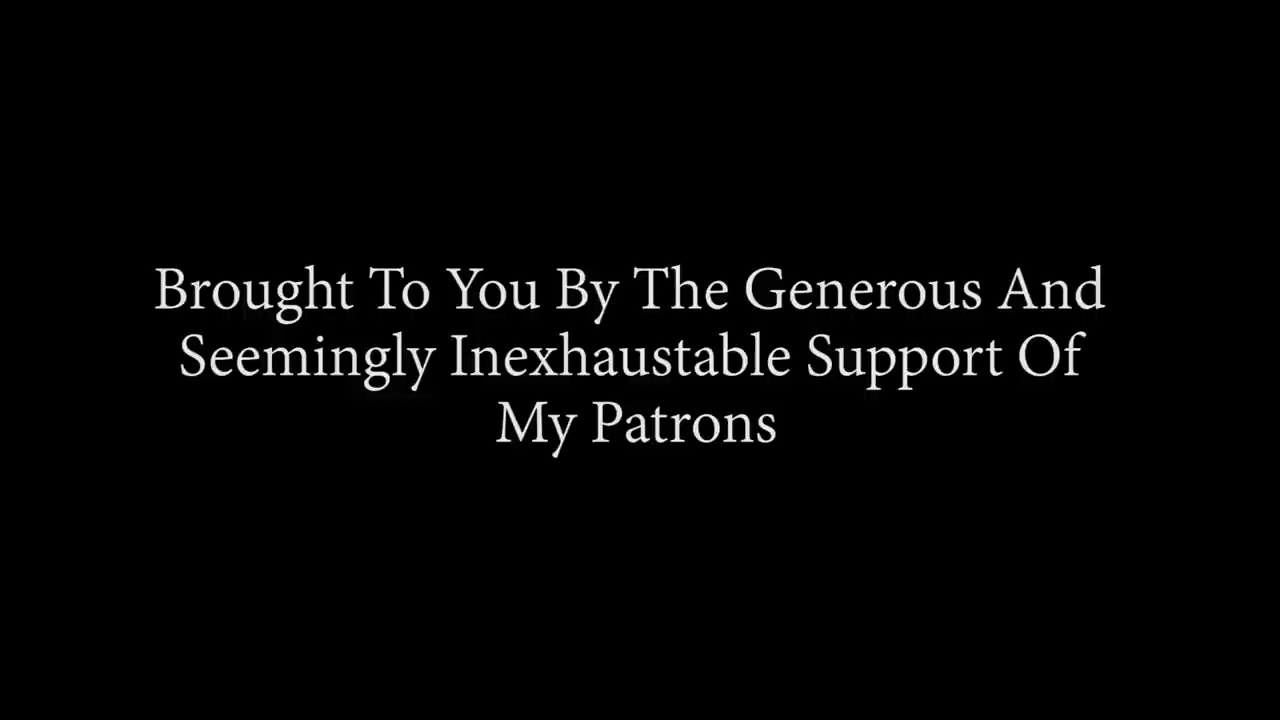 Brought To You By The Generous And
Seemingly Inexhaustable Support Of
My Patrons